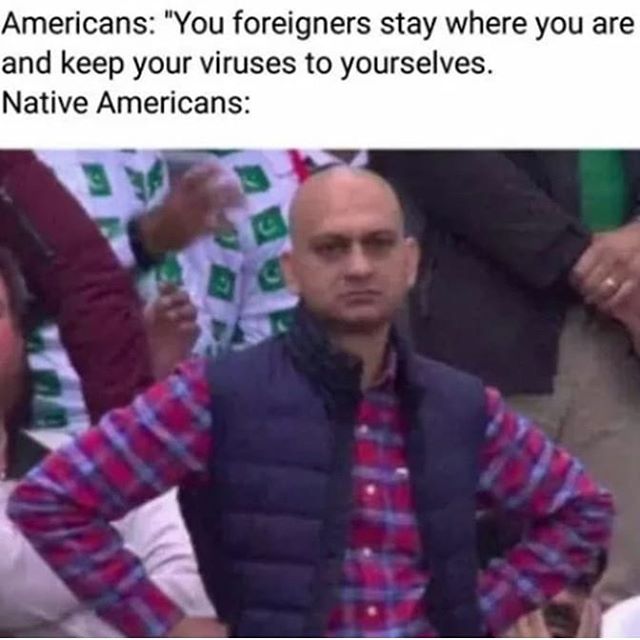 Americans: "You foreigners stay where you are
and keep your viruses to yourselves.
Native Americans: